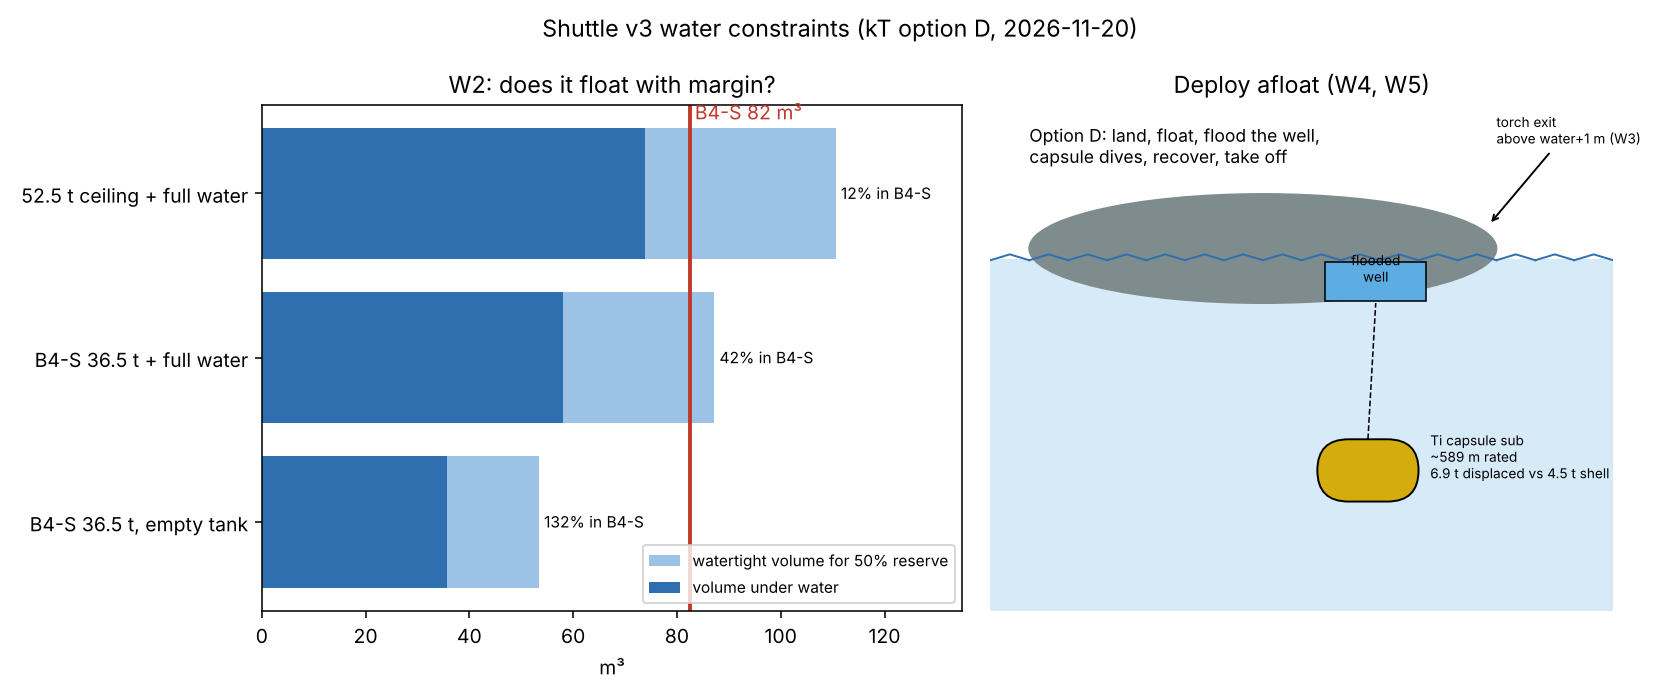 Shuttle v3 water constraints (kT option D, 2026-11-20)
W2: does it float with margin?
B4-S 82 m³
52.5 t ceiling + full water
12% in B4-S
B4-S 36.5 t + full water
42% in B4-S
B4-S 36.5 t, empty tank
132% in B4-S
watertight volume for 50% reserve
volume under water
0 20 40 60 80 100 120
m³
Deploy afloat (W4, W5)
Option D: land, float, flood the well,
capsule dives, recover, take off
torch exit
above water+1 m (W3)
flooded
well
Ti capsule sub
~589 m rated
6.9 t displaced vs 4.5 t shell